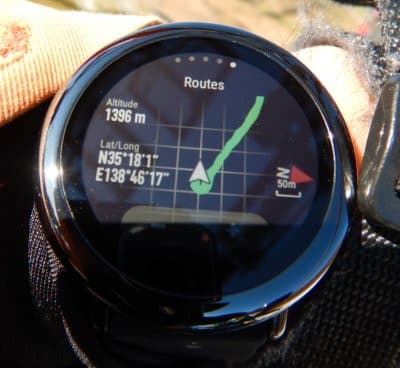 Routes
Altitude
1396 m
Lat/Long
N35°18'1"
E138°46'17"
N
50m